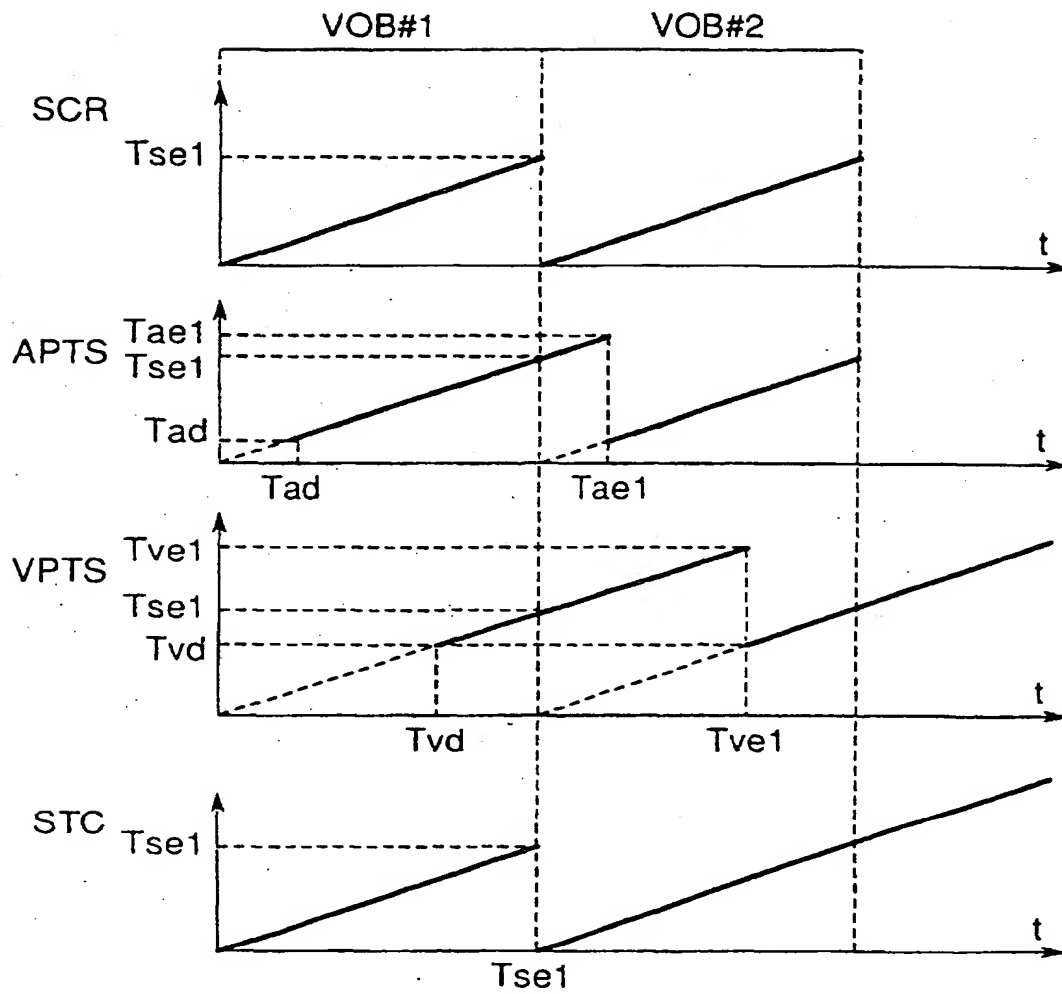 VOB#1 VOB#2
SCR
Tse1
t
APTS
Tae1
Tse1
Tad
t
Tad Tae1
VPTS
Tve1
Tse1
Tvd
t
Tvd Tve1
STC
Tse1
t
Tse1